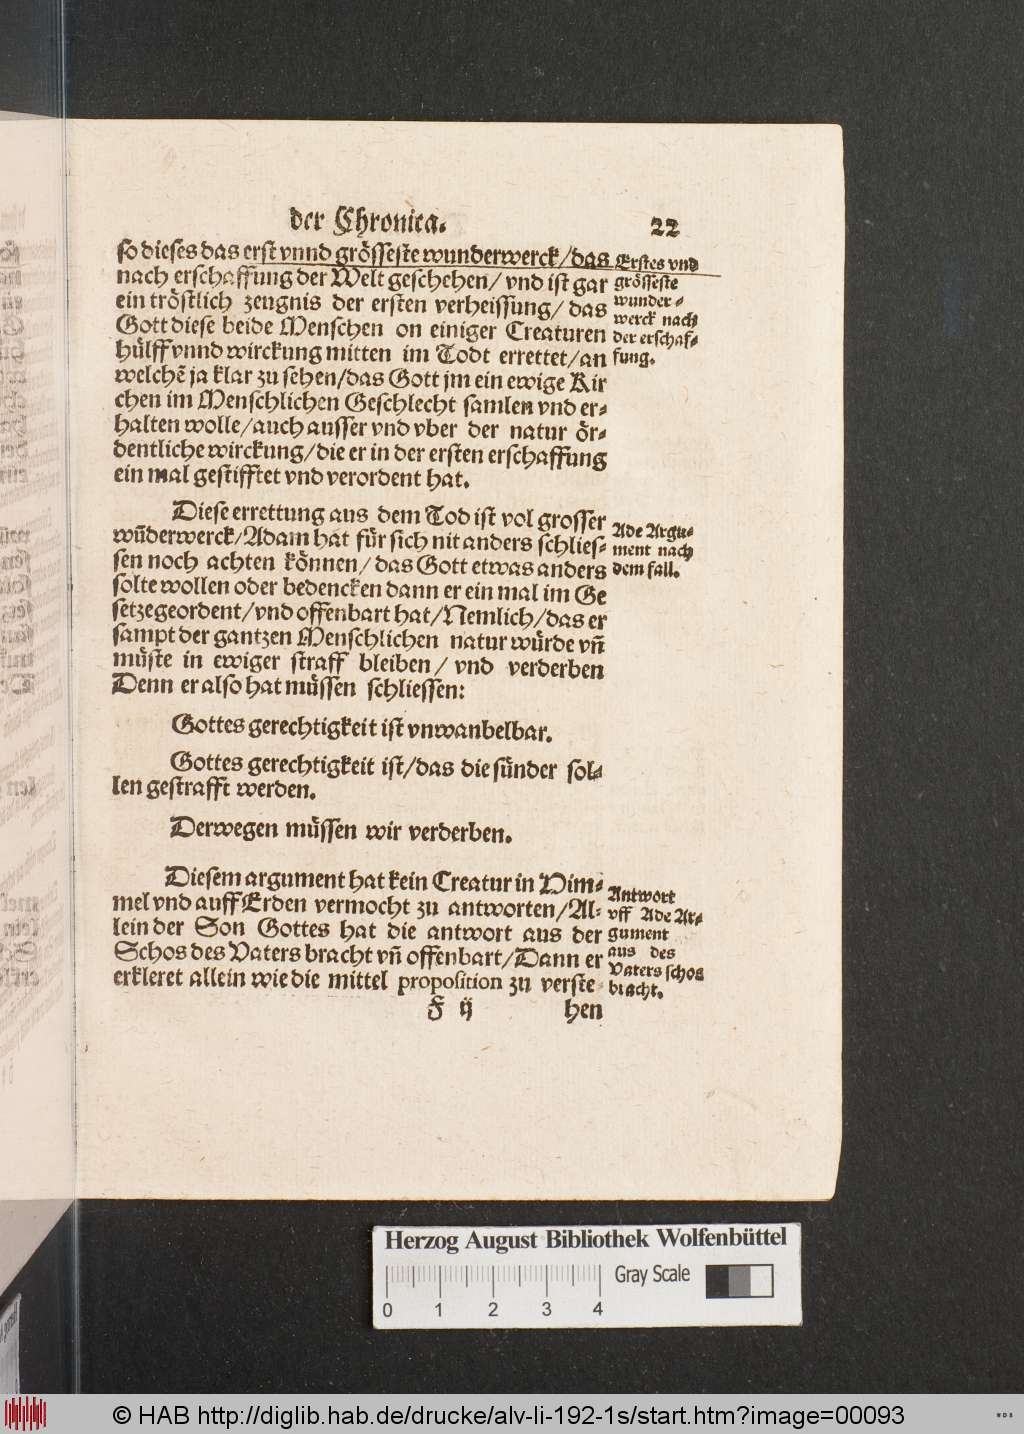 der Chronica.
22
so dieses das erst vnnd grösseste wunderwerck/das
nach erschaffung der Welt geschehen/ vnd ist gar
ein tröstlich zeugnis der ersten verheissung/ das
Gott diese beide Menschen on einiger Creaturen
hülff vnnd wirckung mitten im Todt errettet/an
welchē ja klar zu sehen/das Gott jm ein ewige Kir
chen im Menschlichen Geschlecht samlen vnd er-
halten wolle/auch ausser vnd vber der natur ör-
dentliche wirckung/die er in der ersten erschaffung
ein mal gestifftet vnd verordent hat.
Erstes vnd
grösseste
wunder-
werck nach
der erschaf-
fung.
Diese errettung aus dem Tod ist vol grosser
wūderwerck/Adam hat für sich nit anders schlies-
sen noch achten können/ das Gott etwas anders
solte wollen oder bedencken dann er ein mal im Ge
setze geordent/vnd offenbart hat/Nemlich/das er
sampt der gantzen Menschlichen natur würde vñ
müste in ewiger straff bleiben/ vnd verderben
Denn er also hat müssen schliessen:
Ade Argu-
ment nach
dem fall.
Gottes gerechtigkeit ist vnwanbelbar.
Gottes gerechtigkeit ist/das die sünder sol-
len gestrafft werden.
Derwegen müssen wir verderben.
Diesem argument hat kein Creatur in Him-
mel vnd auff Erden vermocht zu antworten/Al-
lein der Son Gottes hat die antwort aus der
Schos des Vaters bracht vñ offenbart/Dann er
erkleret allein wie die mittel proposition zu verste-
Antwort
vff Ade Ar-
gument
aus des
Vaters schos
bracht.
F ij
hen
Herzog August Bibliothek Wolfenbüttel
0 1 2 3 4
Gray Scale
© HAB http://diglib.hab.de/drucke/alv-li-192-1s/start.htm?image=00093